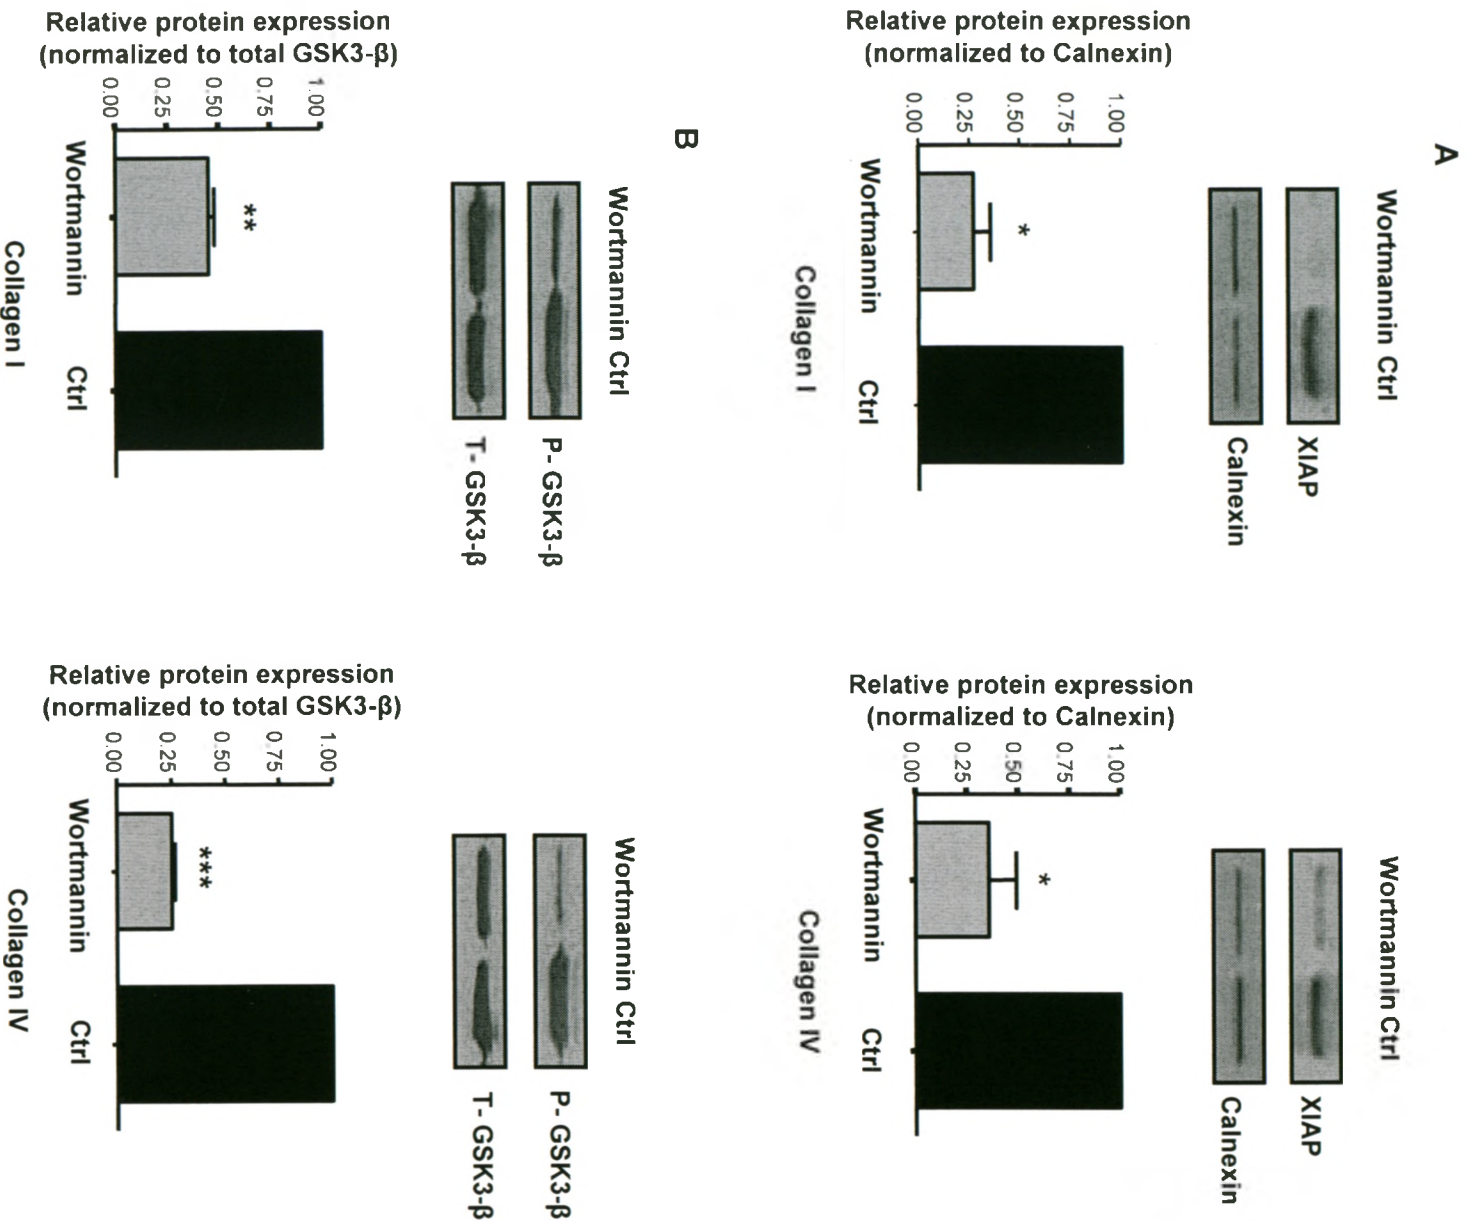 A
Wortmannin Ctrl
XIAP
Calnexin
Relative protein expression
(normalized to Calnexin)
1.00
0.75
0.50
0.25
0.00
*
Wortmannin
Ctrl
Collagen I
Wortmannin Ctrl
XIAP
Calnexin
Relative protein expression
(normalized to Calnexin)
1.00
0.75
0.50
0.25
0.00
*
Wortmannin
Ctrl
Collagen IV
B
Wortmannin Ctrl
P- GSK3-β
T- GSK3-β
Relative protein expression
(normalized to total GSK3-β)
1.00
0.75
0.50
0.25
0.00
**
Wortmannin
Ctrl
Collagen I
Wortmannin Ctrl
P- GSK3-β
T- GSK3-β
Relative protein expression
(normalized to total GSK3-β)
1.00
0.75
0.50
0.25
0.00
***
Wortmannin
Ctrl
Collagen IV